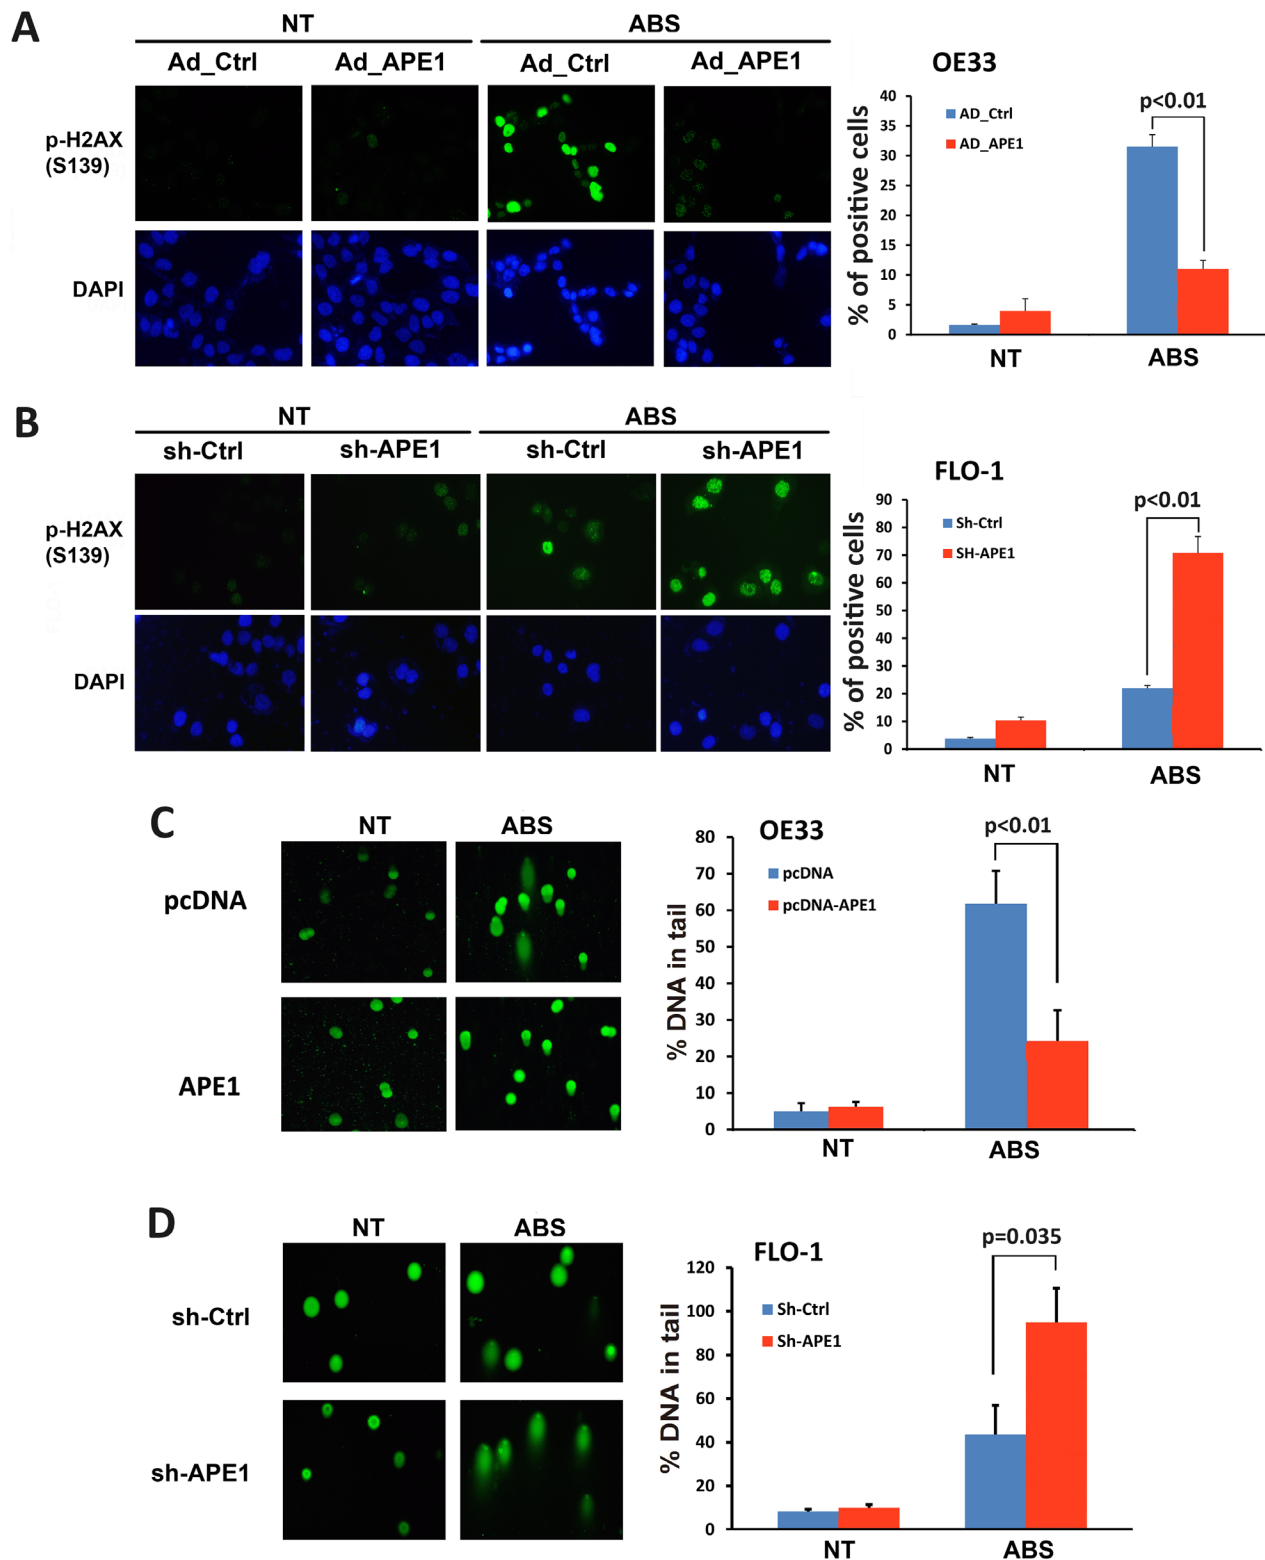 A
NT
ABS
Ad_Ctrl
Ad_APE1
Ad_Ctrl
Ad_APE1
p-H2AX
(S139)
DAPI
OE33
AD_Ctrl
AD_APE1
p<0.01
% of positive cells
40
35
30
25
20
15
10
5
0
NT
ABS
B
NT
ABS
sh-Ctrl
sh-APE1
sh-Ctrl
sh-APE1
p-H2AX
(S139)
DAPI
FLO-1
Sh-Ctrl
SH-APE1
p<0.01
% of positive cells
90
80
70
60
50
40
30
20
10
0
NT
ABS
C
NT
ABS
pcDNA
APE1
OE33
pcDNA
pcDNA-APE1
p<0.01
% DNA in tail
80
70
60
50
40
30
20
10
0
NT
ABS
D
NT
ABS
sh-Ctrl
sh-APE1
FLO-1
Sh-Ctrl
Sh-APE1
p=0.035
% DNA in tail
120
100
80
60
40
20
0
NT
ABS